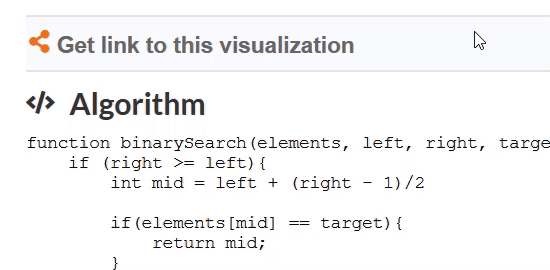 Get link to this visualization
</> Algorithm
function binarySearch(elements, left, right, targe
if (right >= left){
int mid = left + (right - 1)/2
if(elements[mid] == target){
return mid;
}